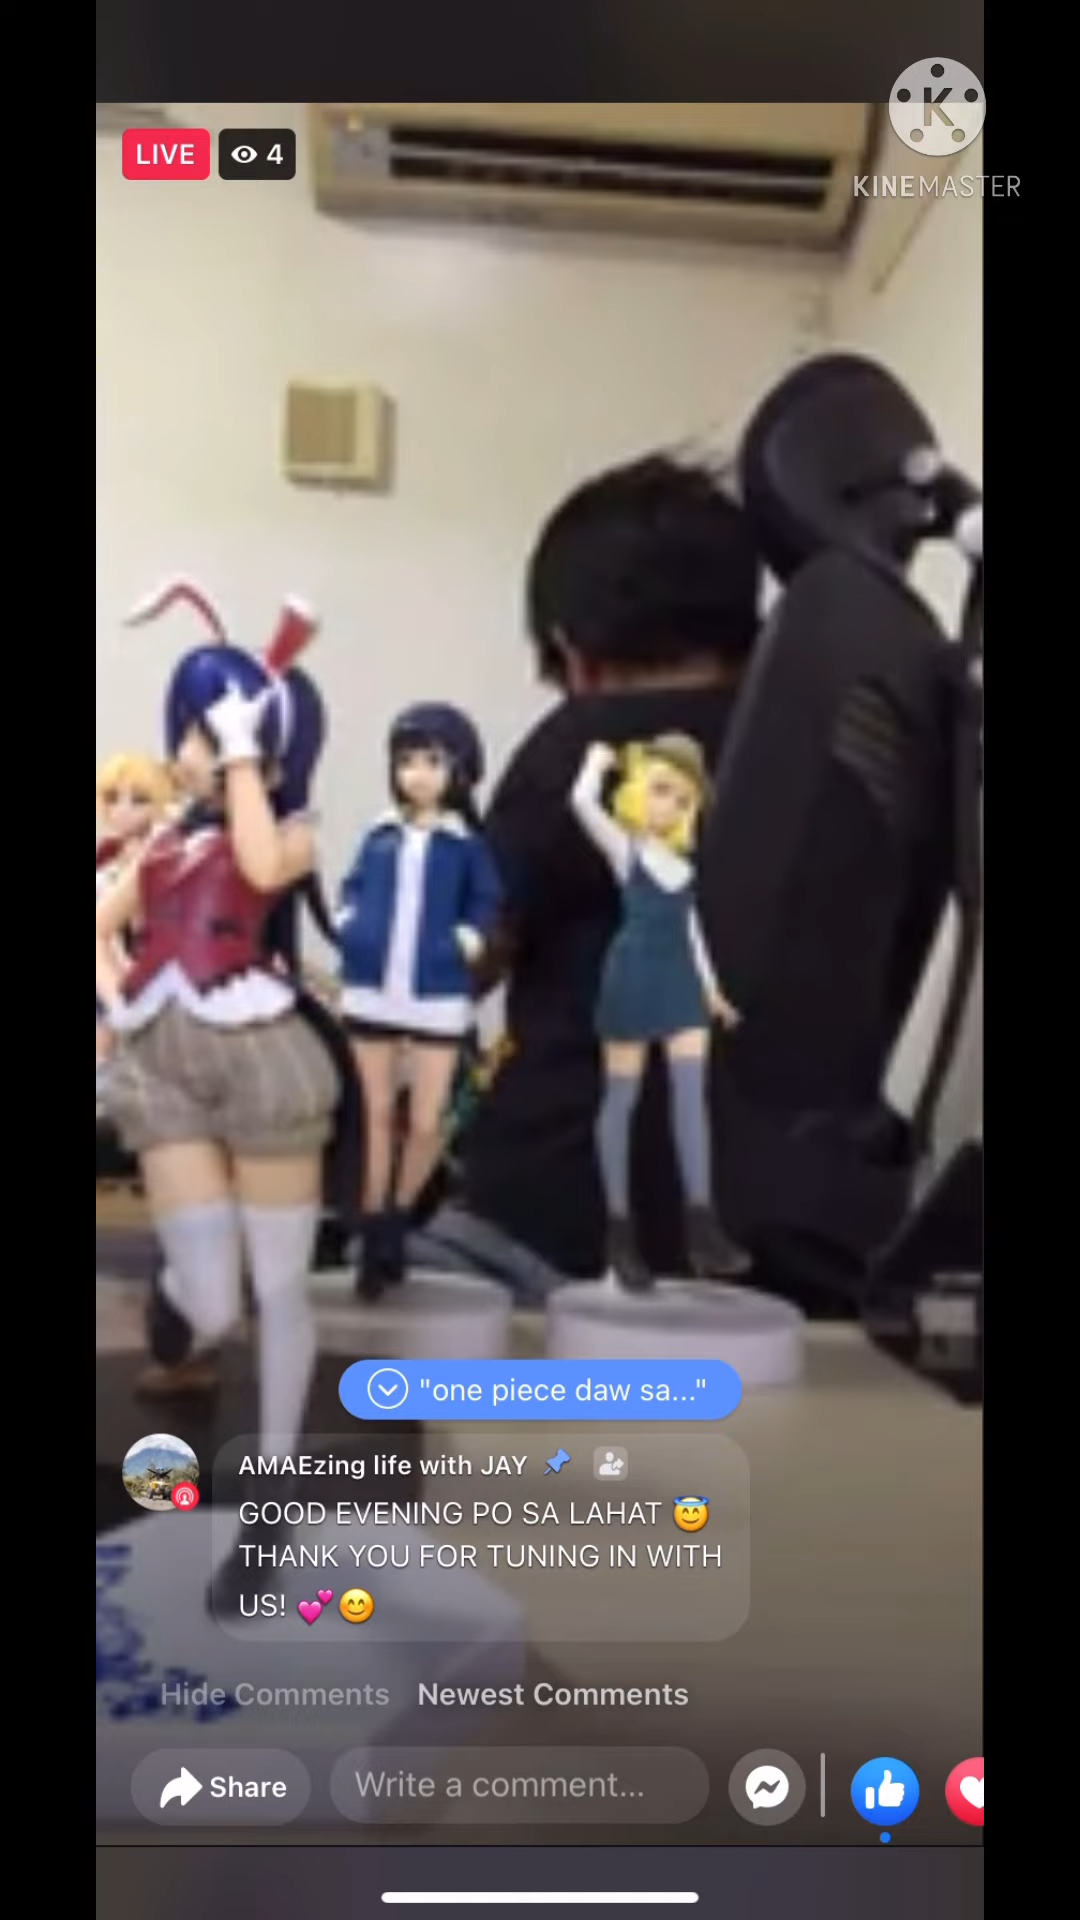 LIVE 4
KINEMASTER
"one piece daw sa..."
AMAEzing life with JAY
GOOD EVENING PO SA LAHAT 😇
THANK YOU FOR TUNING IN WITH
US! 💕😊
Hide Comments Newest Comments
Share Write a comment...